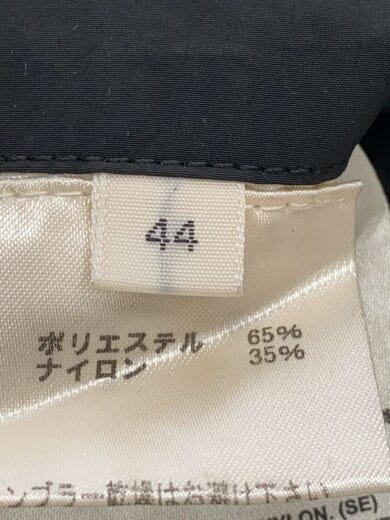 44
ポリエステル 65%
ナイロン 35%
ンブラー乾燥はお避け下さい
YLON. (SE)